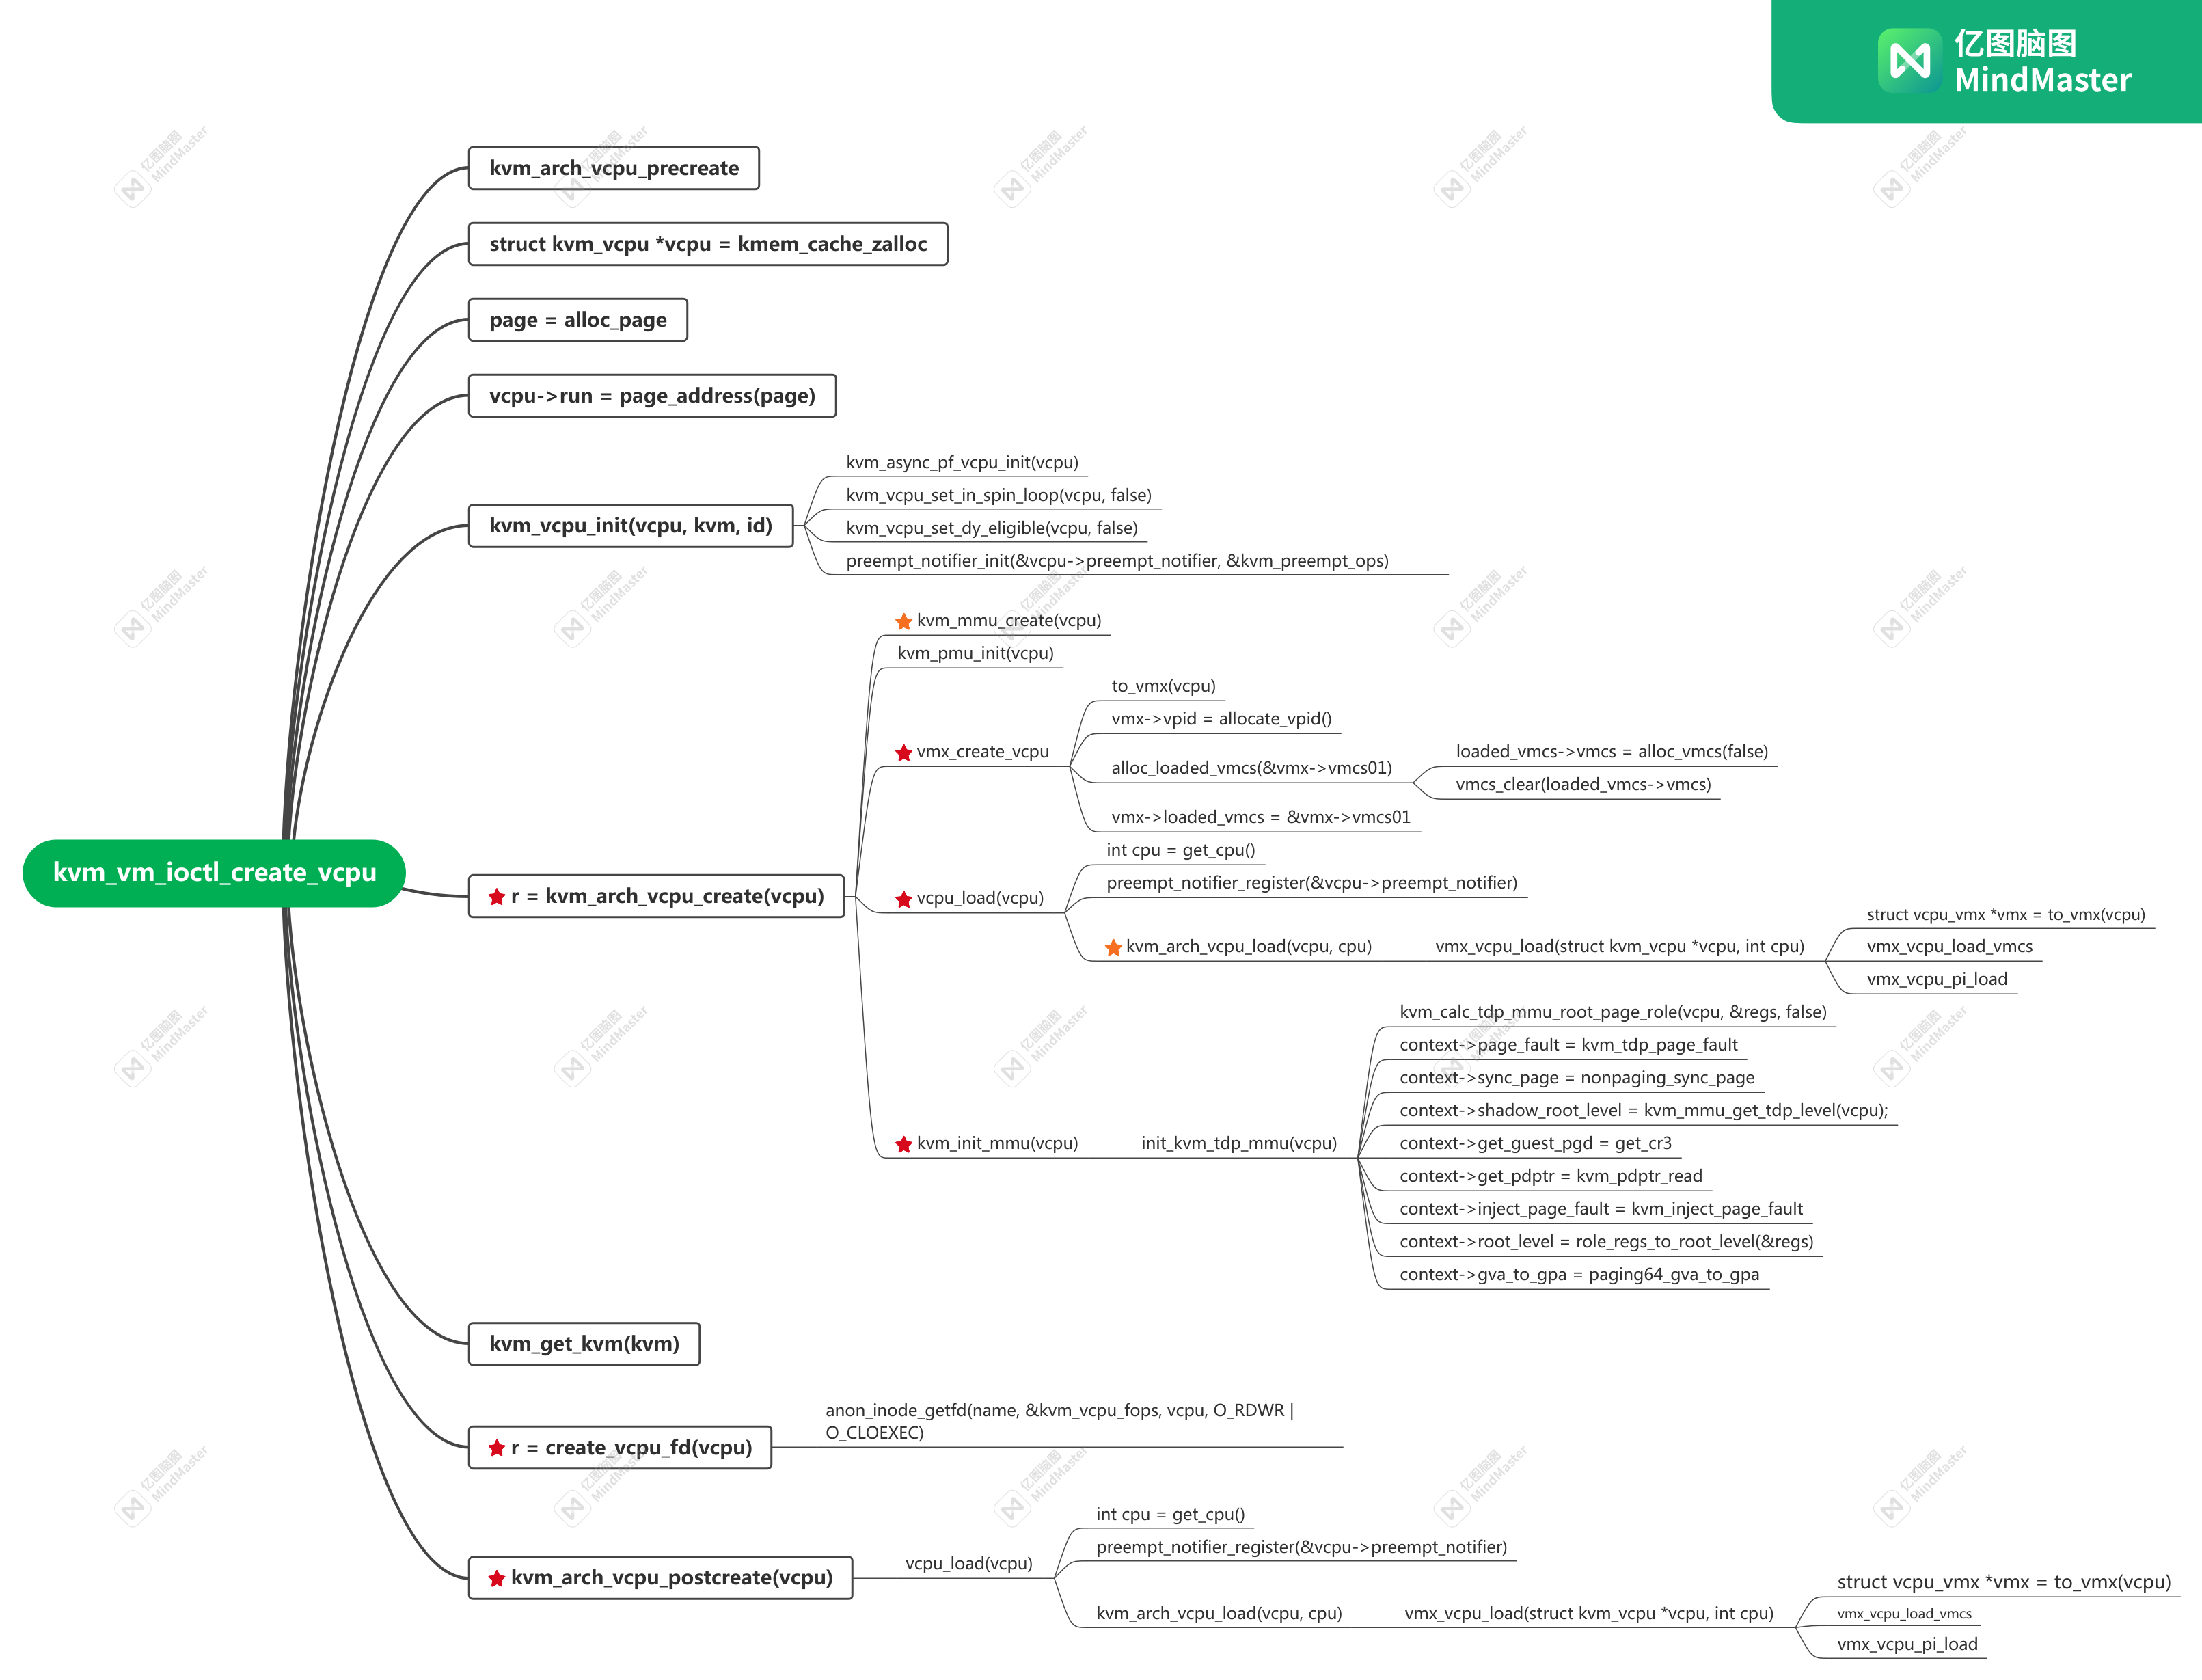 亿图脑图
MindMaster
kvm_vm_ioctl_create_vcpu
kvm_arch_vcpu_precreate
struct kvm_vcpu *vcpu = kmem_cache_zalloc
page = alloc_page
vcpu->run = page_address(page)
kvm_vcpu_init(vcpu, kvm, id)
kvm_async_pf_vcpu_init(vcpu)
kvm_vcpu_set_in_spin_loop(vcpu, false)
kvm_vcpu_set_dy_eligible(vcpu, false)
preempt_notifier_init(&vcpu->preempt_notifier, &kvm_preempt_ops)
r = kvm_arch_vcpu_create(vcpu)
kvm_mmu_create(vcpu)
kvm_pmu_init(vcpu)
vmx_create_vcpu
to_vmx(vcpu)
vmx->vpid = allocate_vpid()
alloc_loaded_vmcs(&vmx->vmcs01)
loaded_vmcs->vmcs = alloc_vmcs(false)
vmcs_clear(loaded_vmcs->vmcs)
vmx->loaded_vmcs = &vmx->vmcs01
vcpu_load(vcpu)
int cpu = get_cpu()
preempt_notifier_register(&vcpu->preempt_notifier)
kvm_arch_vcpu_load(vcpu, cpu)
vmx_vcpu_load(struct kvm_vcpu *vcpu, int cpu)
struct vcpu_vmx *vmx = to_vmx(vcpu)
vmx_vcpu_load_vmcs
vmx_vcpu_pi_load
kvm_init_mmu(vcpu)
init_kvm_tdp_mmu(vcpu)
kvm_calc_tdp_mmu_root_page_role(vcpu, &regs, false)
context->page_fault = kvm_tdp_page_fault
context->sync_page = nonpaging_sync_page
context->shadow_root_level = kvm_mmu_get_tdp_level(vcpu);
context->get_guest_pgd = get_cr3
context->get_pdptr = kvm_pdptr_read
context->inject_page_fault = kvm_inject_page_fault
context->root_level = role_regs_to_root_level(&regs)
context->gva_to_gpa = paging64_gva_to_gpa
kvm_get_kvm(kvm)
r = create_vcpu_fd(vcpu)
anon_inode_getfd(name, &kvm_vcpu_fops, vcpu, O_RDWR |
O_CLOEXEC)
kvm_arch_vcpu_postcreate(vcpu)
vcpu_load(vcpu)
int cpu = get_cpu()
preempt_notifier_register(&vcpu->preempt_notifier)
kvm_arch_vcpu_load(vcpu, cpu)
vmx_vcpu_load(struct kvm_vcpu *vcpu, int cpu)
struct vcpu_vmx *vmx = to_vmx(vcpu)
vmx_vcpu_load_vmcs
vmx_vcpu_pi_load